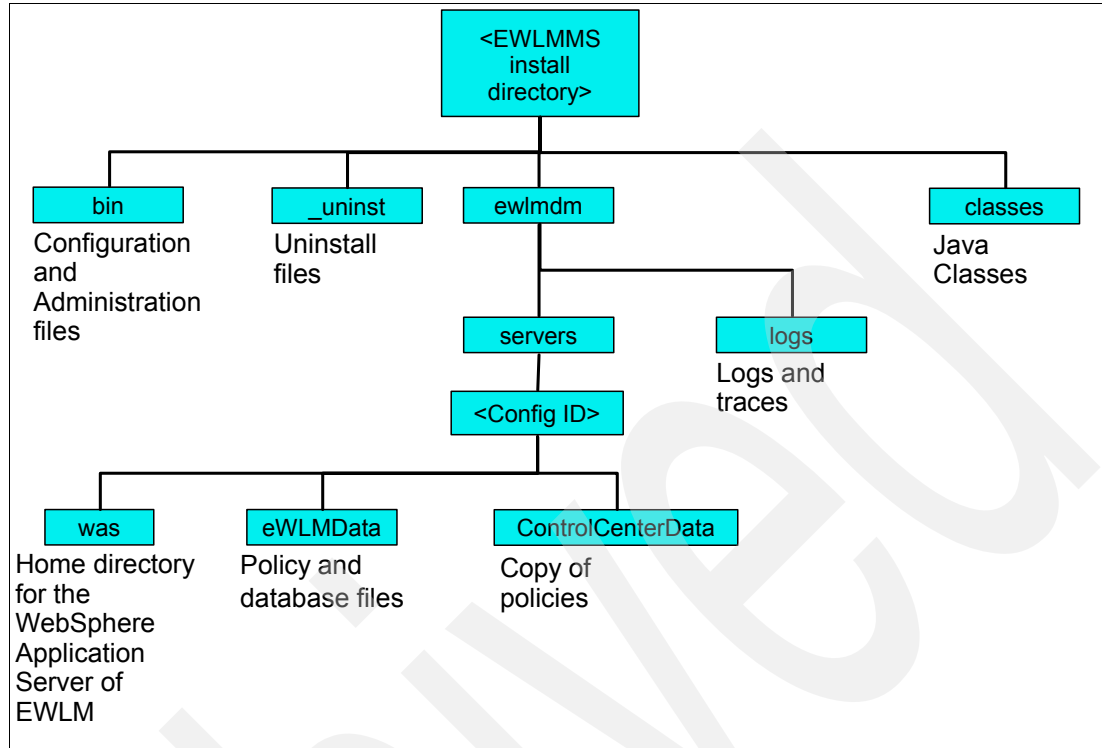 <EWLMMS
install
directory>
bin
_uninst
ewlmdm
classes
Configuration
and
Administration
files
Uninstall
files
Java
Classes
servers
logs
Logs and
traces
<Config ID>
was
eWLMData
ControlCenterData
Home directory
for the
WebSphere
Application
Server of
EWLM
Policy and
database files
Copy of
policies